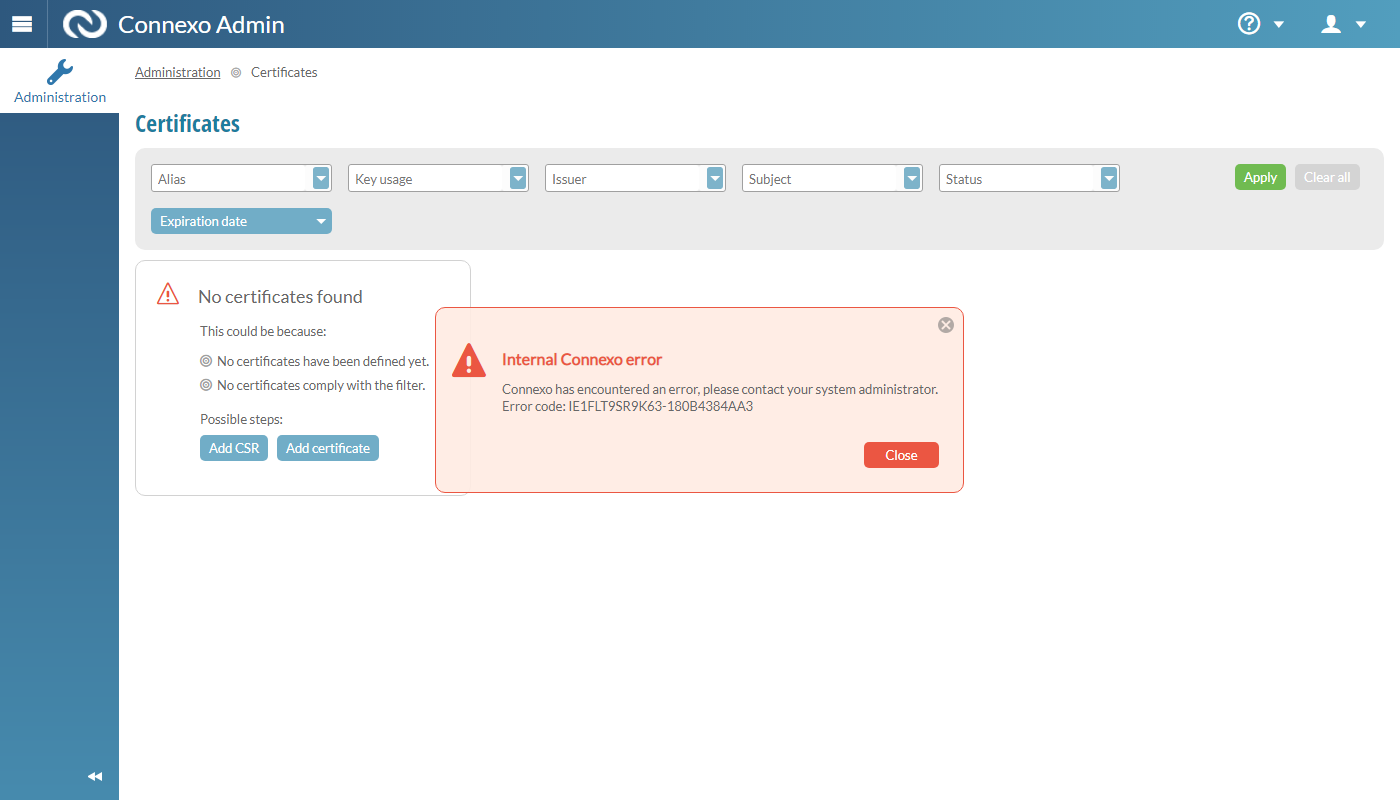 Connexo Admin
Administration
Administration
Certificates
Certificates
Alias
Key usage
Issuer
Subject
Status
Apply
Clear all
Expiration date
No certificates found
This could be because:
No certificates have been defined yet.
No certificates comply with the filter.
Possible steps:
Add CSR
Add certificate
Internal Connexo error
Connexo has encountered an error, please contact your system administrator.
Error code: IE1FLT9SR9K63-180B4384AA3
Close